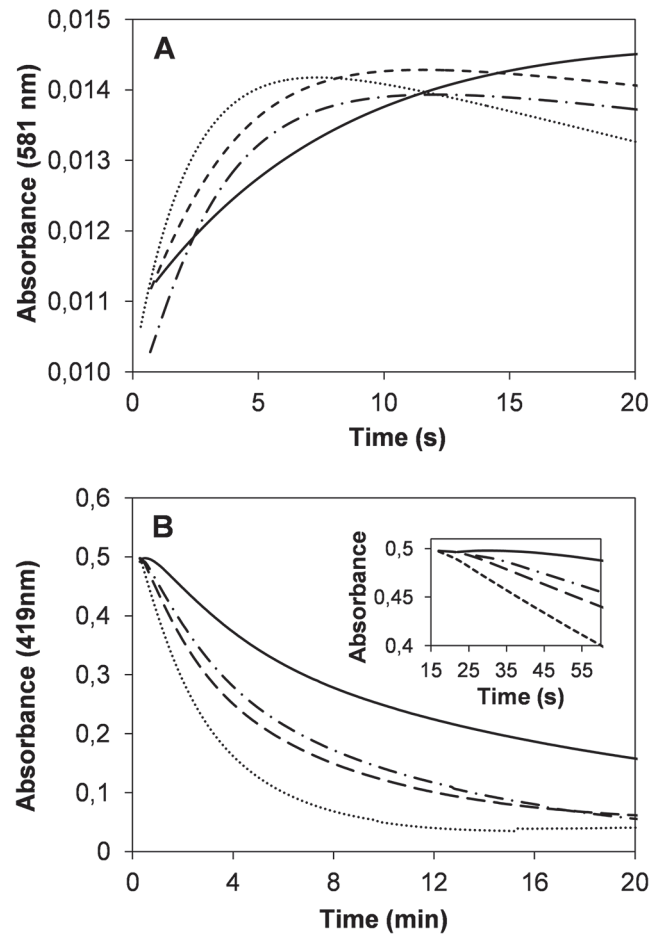 A
Absorbance (581 nm)
0,015
0,014
0,013
0,012
0,011
0,010
0 5 10 15 20
Time (s)
B
Absorbance (419nm)
0,6
0,5
0,4
0,3
0,2
0,1
0
0 4 8 12 16 20
Time (min)
Absorbance
0,5
0,45
0,4
15 25 35 45 55
Time (s)